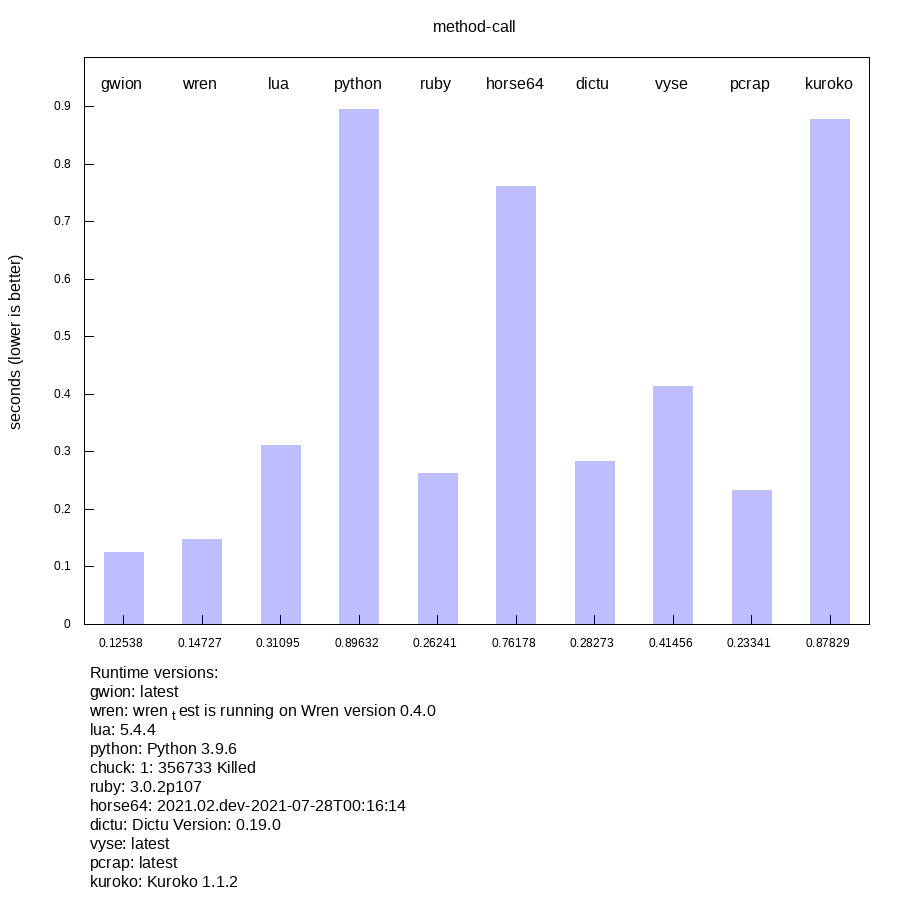 method-call
gwion wren lua python ruby horse64 dictu vyse pcrap kuroko
seconds (lower is better)
0.9
0.8
0.7
0.6
0.5
0.4
0.3
0.2
0.1
0
0.12538 0.14727 0.31095 0.89632 0.26241 0.76178 0.28273 0.41456 0.23341 0.87829
Runtime versions:
gwion: latest
wren: wren t est is running on Wren version 0.4.0
lua: 5.4.4
python: Python 3.9.6
chuck: 1: 356733 Killed
ruby: 3.0.2p107
horse64: 2021.02.dev-2021-07-28T00:16:14
dictu: Dictu Version: 0.19.0
vyse: latest
pcrap: latest
kuroko: Kuroko 1.1.2